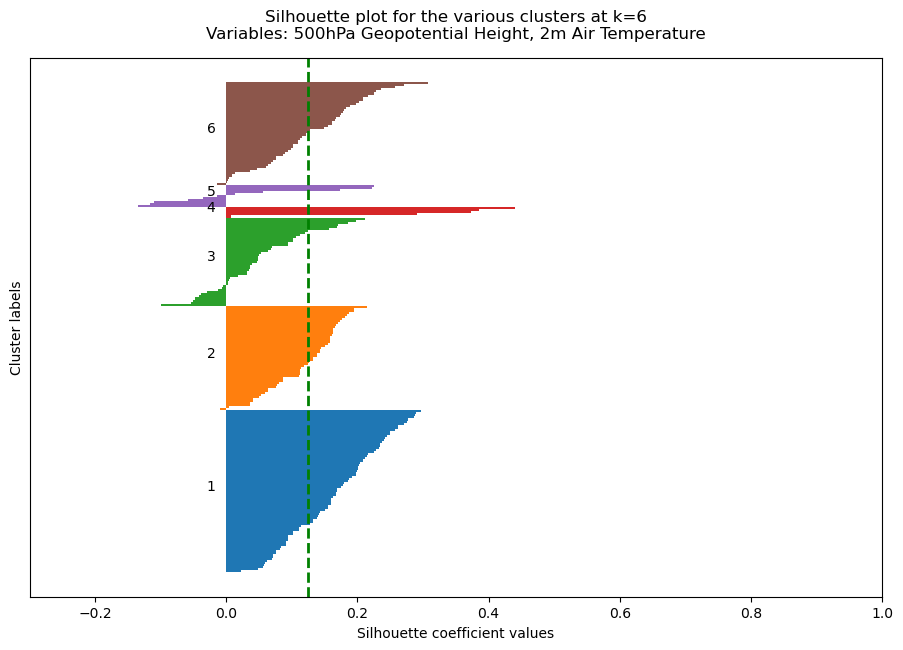 Silhouette plot for the various clusters at k=6
Variables: 500hPa Geopotential Height, 2m Air Temperature
6
5
4
3
2
1
Cluster labels
−0.2 0.0 0.2 0.4 0.6 0.8 1.0
Silhouette coefficient values